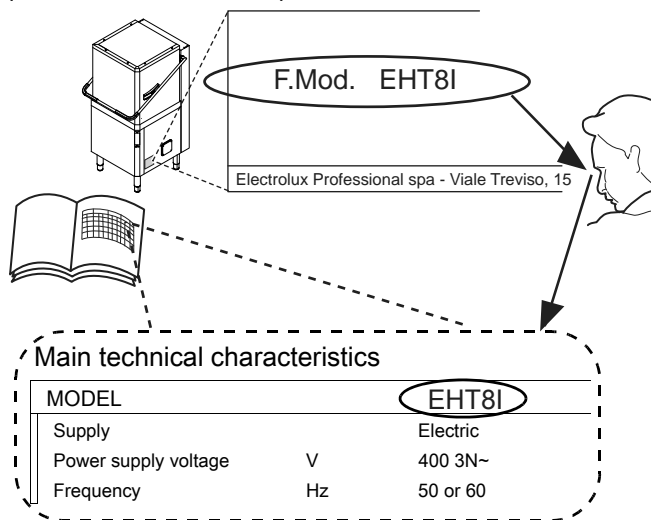 F.Mod. EHT8I
Electrolux Professional spa - Viale Treviso, 15
Main technical characteristics
MODEL EHT8I
Supply Electric
Power supply voltage V 400 3N~
Frequency Hz 50 or 60